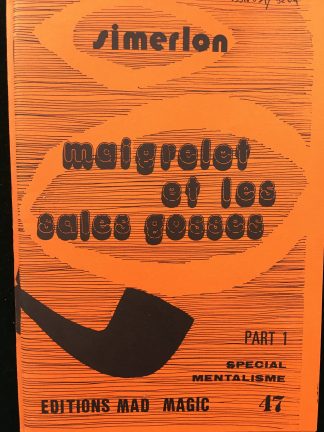 simerlon
maigrelet
et les
sales gosses
PART 1
SPECIAL
MENTALISME
EDITIONS MAD MAGIC 47